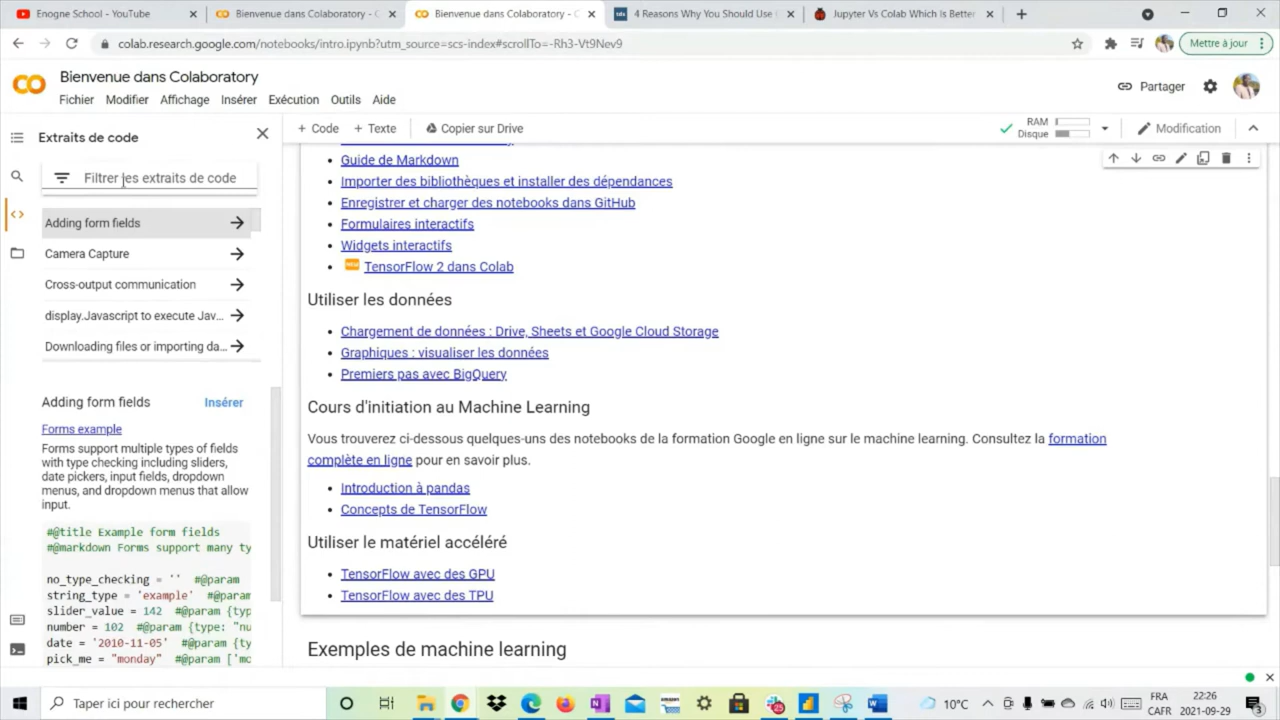 Enogne School - YouTube
Bienvenue dans Colaboratory - C
Bienvenue dans Colaboratory - C
4 Reasons Why You Should Use
Jupyter Vs Colab Which Is Better
colab.research.google.com/notebooks/intro.ipynb?utm_source=scs-index#scrollTo=-Rh3-Vt9Nev9
Mettre à jour
Bienvenue dans Colaboratory
Partager
Fichier Modifier Affichage Insérer Exécution Outils Aide
Extraits de code
+ Code + Texte Copier sur Drive
RAM
Disque
Modification
Filtrer les extraits de code
Adding form fields
Camera Capture
Cross-output communication
display.Javascript to execute Jav...
Downloading files or importing da...
Adding form fields Insérer
Forms example
Forms support multiple types of fields
with type checking including sliders,
date pickers, input fields, dropdown
menus, and dropdown menus that allow
input.
#@title Example form fields
#@markdown Forms support many ty
no_type_checking = '' #@param
string_type = 'example' #@param
slider_value = 142 #@param {typ
number = 102 #@param {type: "nu
date = '2010-11-05' #@param {ty
pick_me = "monday" #@param ['mo
Guide de Markdown
Importer des bibliothèques et installer des dépendances
Enregistrer et charger des notebooks dans GitHub
Formulaires interactifs
Widgets interactifs
TensorFlow 2 dans Colab
Utiliser les données
Chargement de données : Drive, Sheets et Google Cloud Storage
Graphiques : visualiser les données
Premiers pas avec BigQuery
Cours d'initiation au Machine Learning
Vous trouverez ci-dessous quelques-uns des notebooks de la formation Google en ligne sur le machine learning. Consultez la formation
complète en ligne pour en savoir plus.
Introduction à pandas
Concepts de TensorFlow
Utiliser le matériel accéléré
TensorFlow avec des GPU
TensorFlow avec des TPU
Exemples de machine learning
Taper ici pour rechercher
25
10°C
FRA
CAFR
22:26
2021-09-29
3